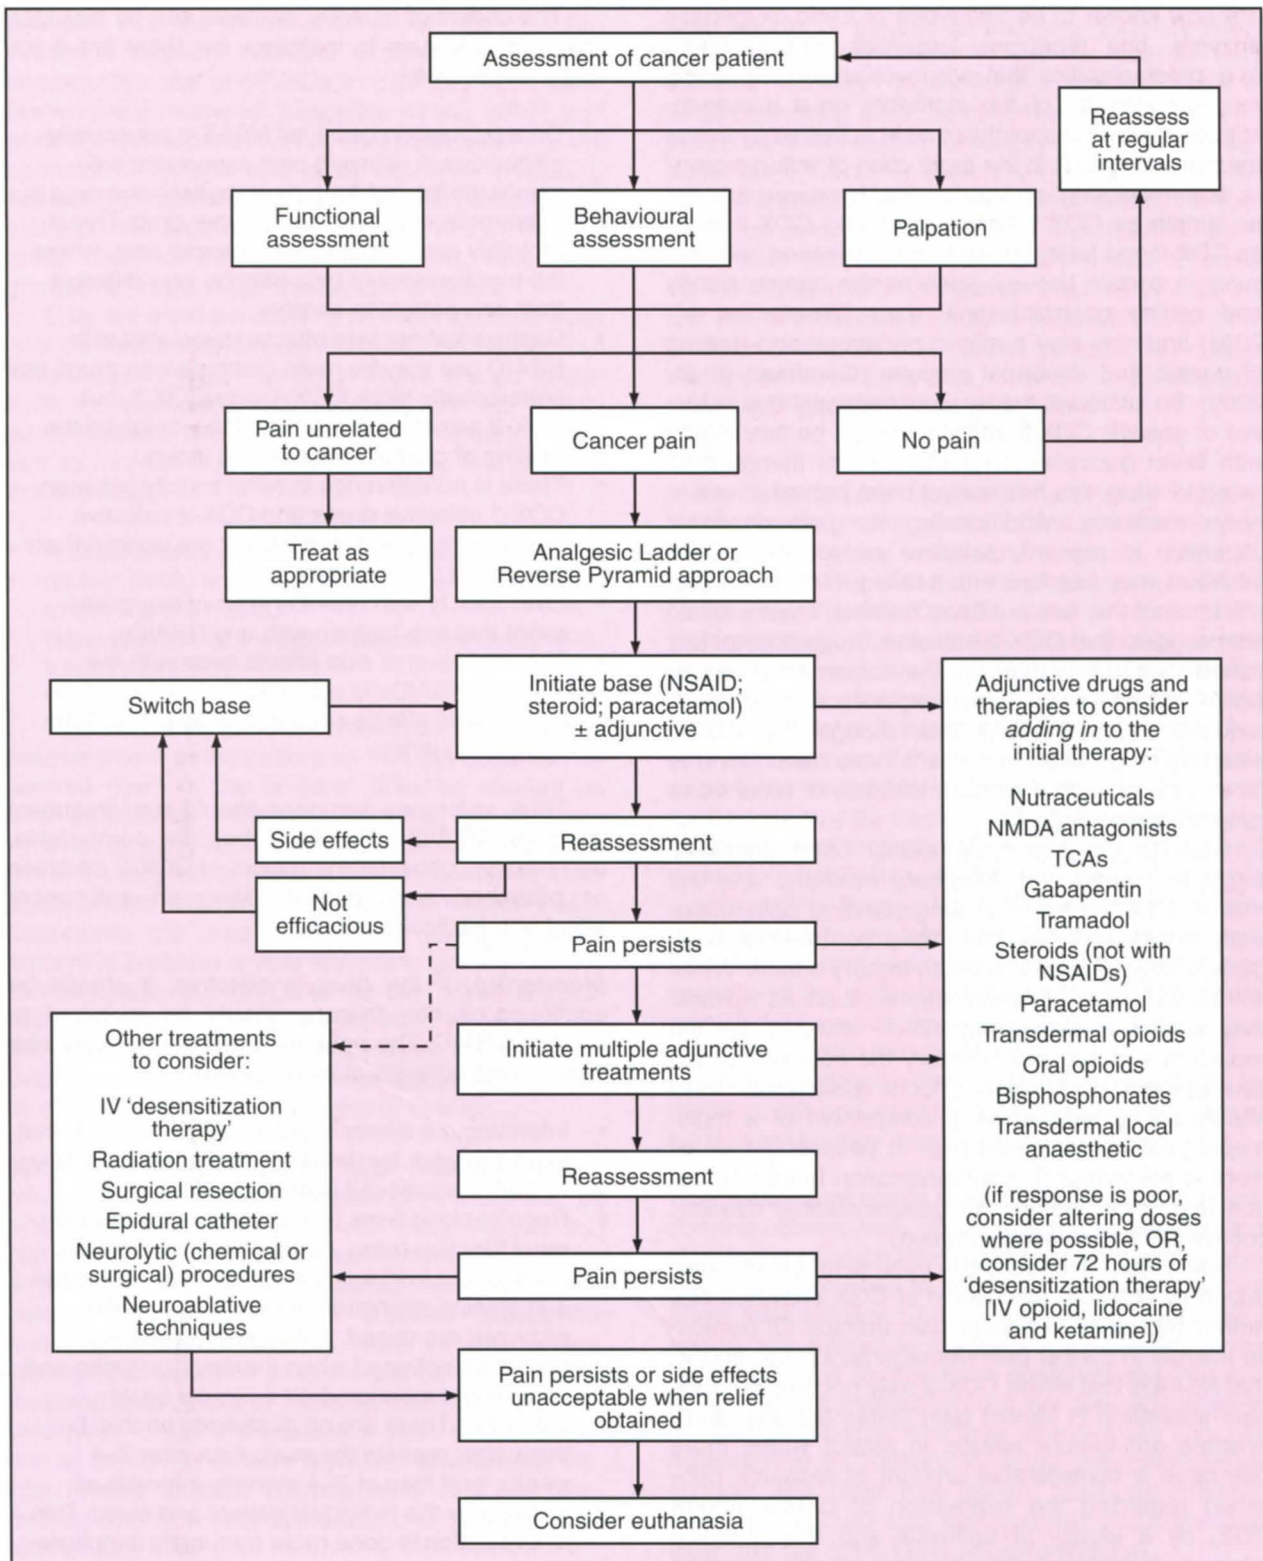 Assessment of cancer patient
Reassess
at regular
intervals
Functional
assessment
Behavioural
assessment
Palpation
Pain unrelated
to cancer
Cancer pain
No pain
Treat as
appropriate
Analgesic Ladder or
Reverse Pyramid approach
Switch base
Initiate base (NSAID;
steroid; paracetamol)
± adjunctive
Adjunctive drugs and
therapies to consider
adding in to the
initial therapy:
Nutraceuticals
NMDA antagonists
TCAs
Gabapentin
Tramadol
Steroids (not with
NSAIDs)
Paracetamol
Transdermal opioids
Oral opioids
Bisphosphonates
Transdermal local
anaesthetic
(if response is poor,
consider altering doses
where possible, OR,
consider 72 hours of
‘desensitization therapy’
[IV opioid, lidocaine
and ketamine])
Side effects
Reassessment
Not
efficacious
Pain persists
Other treatments
to consider:
IV ‘desensitization
therapy’
Radiation treatment
Surgical resection
Epidural catheter
Neurolytic (chemical or
surgical) procedures
Neuroablative
techniques
Initiate multiple adjunctive
treatments
Reassessment
Pain persists
Pain persists or side effects
unacceptable when relief
obtained
Consider euthanasia